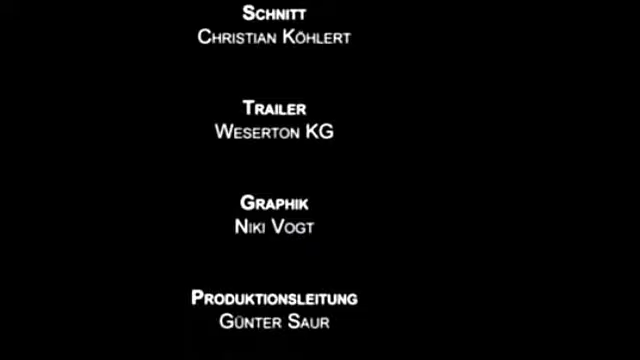 SCHNITT
CHRISTIAN KÖHLERT
TRAILER
WESERTON KG
GRAPHIK
NIKI VOGT
PRODUKTIONSLEITUNG
GÜNTER SAUR